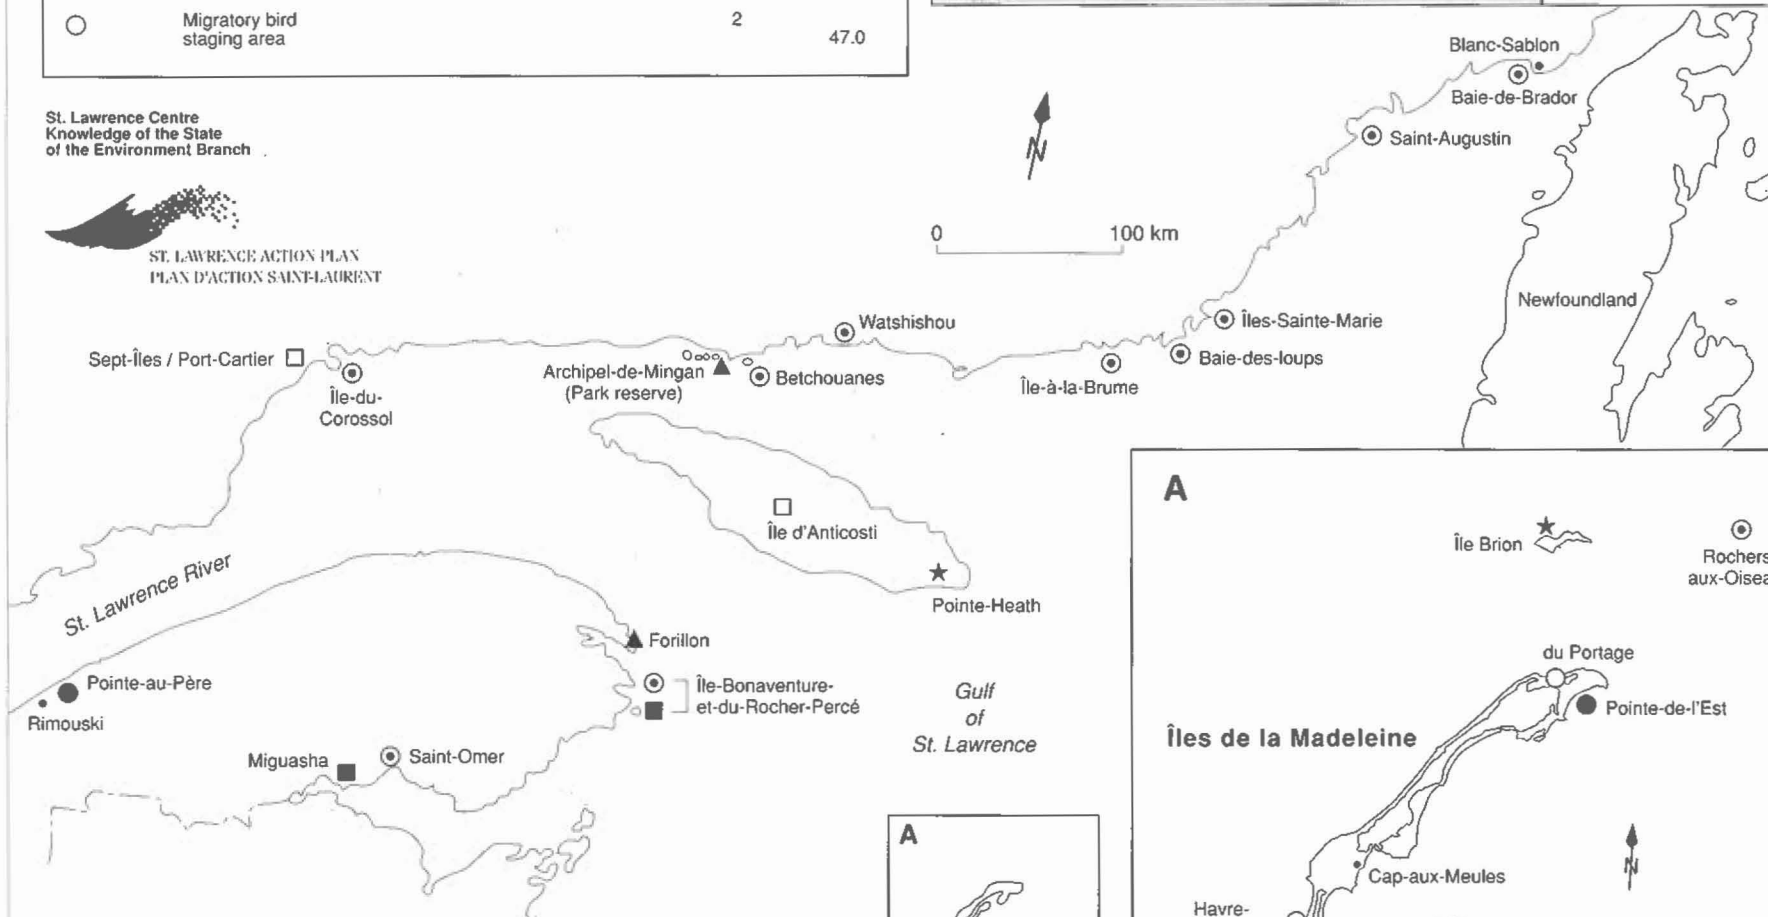 Migratory bird
staging area
2
47.0
St. Lawrence Centre
Knowledge of the State
of the Environment Branch
ST. LAWRENCE ACTION PLAN
PLAN D'ACTION SAINT-LAURENT
N
0 100 km
Blanc-Sablon
Baie-de-Brador
Saint-Augustin
Newfoundland
Watshishou
Îles-Sainte-Marie
Baie-des-loups
Île-à-la-Brume
Sept-Îles / Port-Cartier
Île-du-
Corossol
Archipel-de-Mingan
(Park reserve)
Betchouanes
Île d'Anticosti
Pointe-Heath
St. Lawrence River
Forillon
Île-Bonaventure-
et-du-Rocher-Percé
Pointe-au-Père
Rimouski
Miguasha
Saint-Omer
Gulf
of
St. Lawrence
A
A
Île Brion
Rochers
du Portage
Pointe-de-l'Est
Îles de la Madeleine
Cap-aux-Meules
N
Havre-